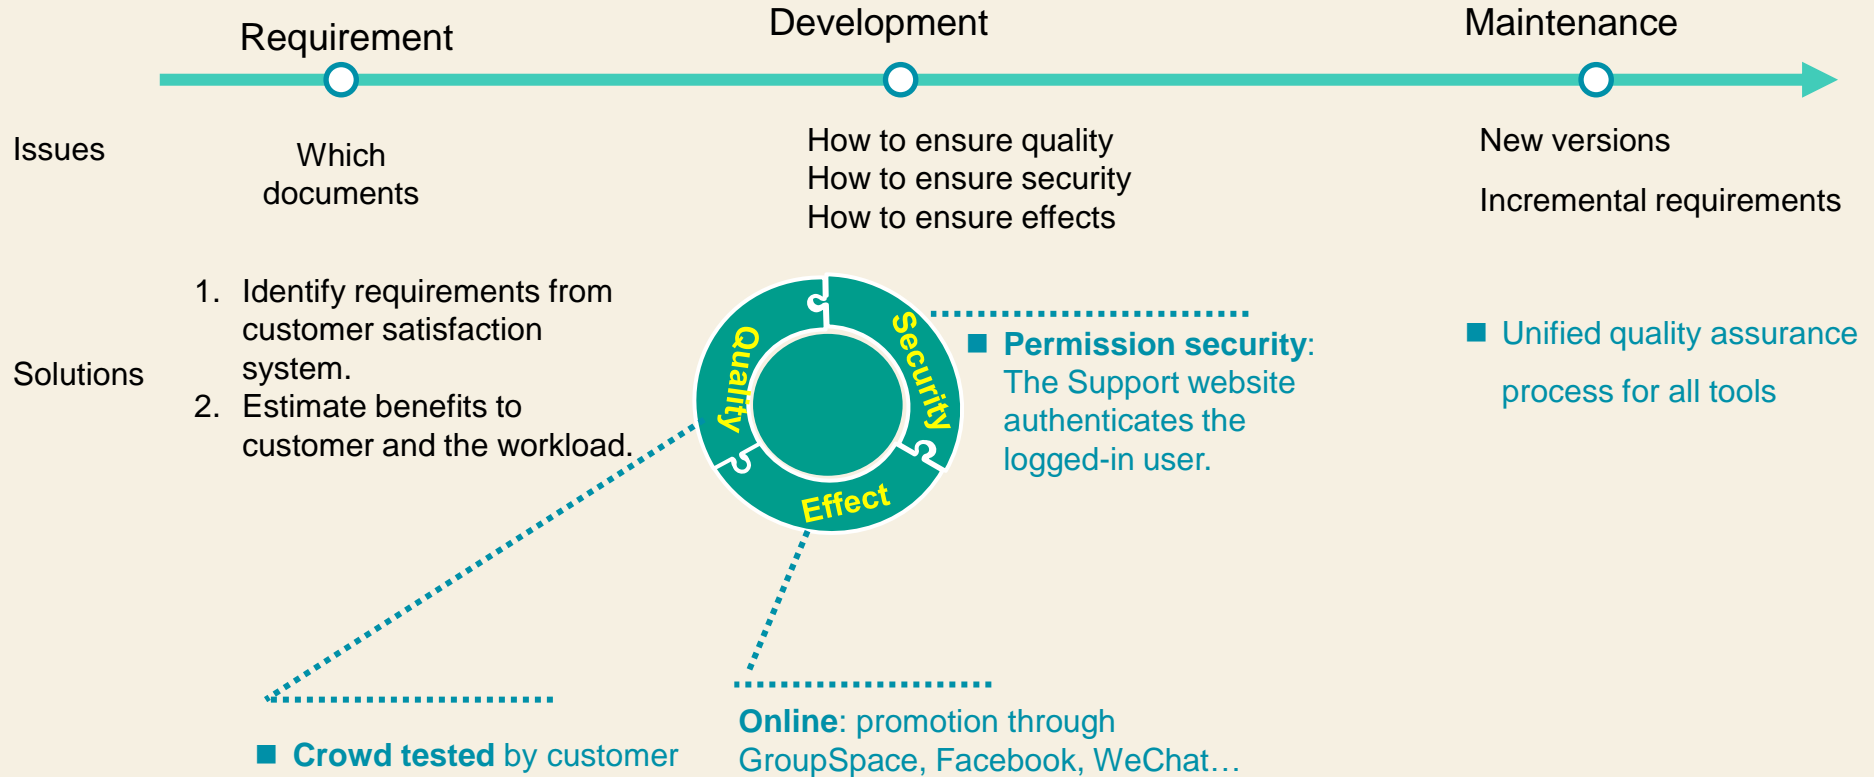 Requirement
Development
Maintenance
Issues
Which
documents
How to ensure quality
How to ensure security
How to ensure effects
New versions
Incremental requirements
Solutions
1. Identify requirements from
customer satisfaction
system.
2. Estimate benefits to
customer and the workload.
Quality
Security
Effect
■ Permission security:
The Support website
authenticates the
logged-in user.
■ Unified quality assurance
process for all tools
■ Crowd tested by customer
Online: promotion through
GroupSpace, Facebook, WeChat…